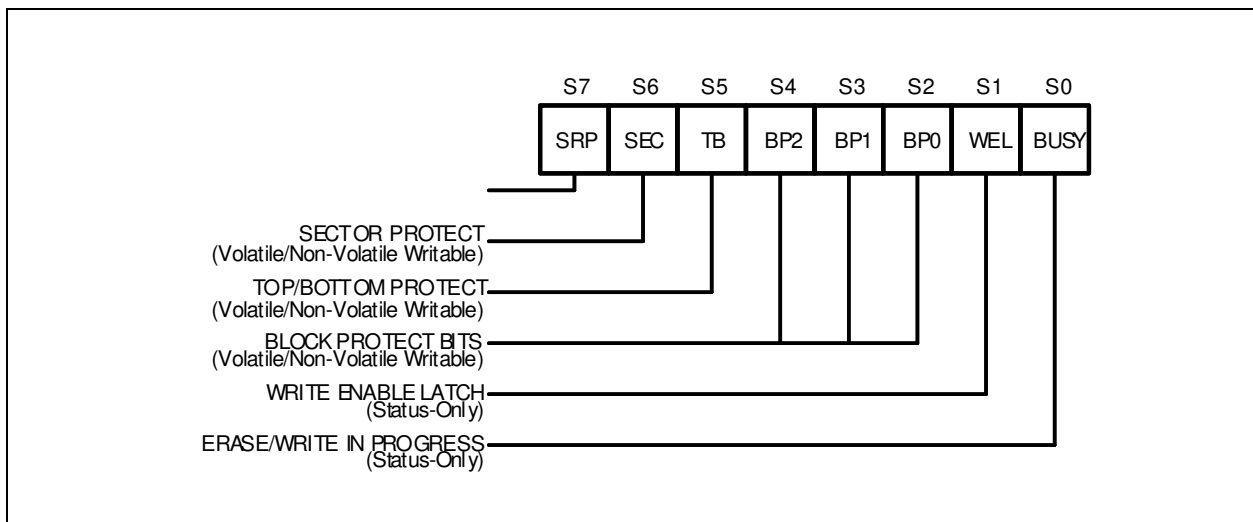 S7 S6 S5 S4 S3 S2 S1 S0
SRP SEC TB BP2 BP1 BP0 WEL BUSY
SECTOR PROTECT
(Volatile/Non-Volatile Writable)
TOP/BOTTOM PROTECT
(Volatile/Non-Volatile Writable)
BLOCK PROTECT BITS
(Volatile/Non-Volatile Writable)
WRITE ENABLE LATCH
(Status-Only)
ERASE/WRITE IN PROGRESS
(Status-Only)